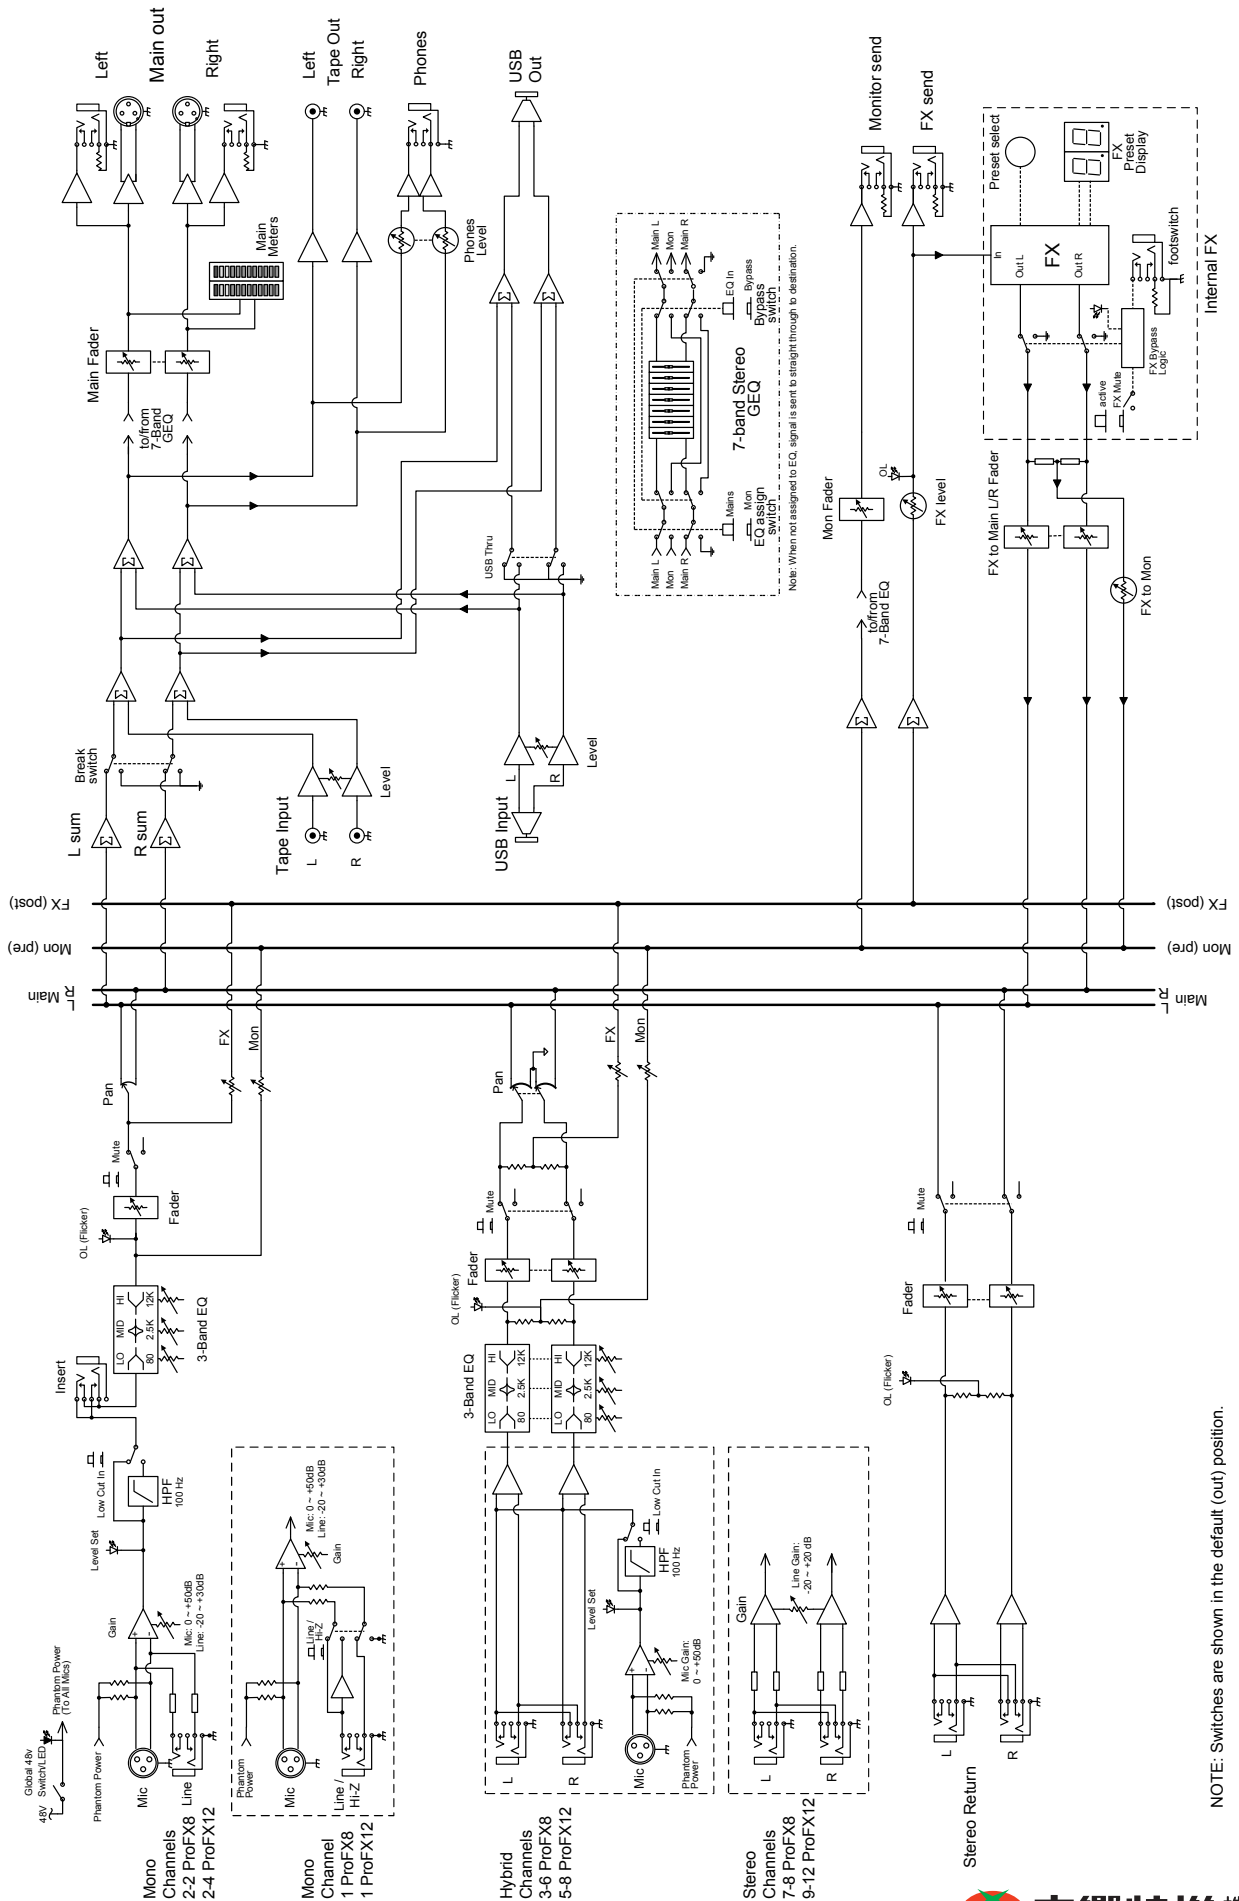 48V
Global 48v
Switch/LED
Phantom Power
(To All Mics)
Phantom Power
Mic
Line
Mono
Channels
2-2 ProFX8
2-4 ProFX12
Gain
Mic: 0 ~ +50dB
Line: -20 ~ +30dB
Level Set
Low Cut In
HPF
100 Hz
Insert
LO
MID
HI
80
2.5K
12K
3-Band EQ
OL (Flicker)
Fader
Mute
Pan
FX
Mon
Phantom
Power
Mic
Line /
Hi-Z
Mono
Channel
1 ProFX8
1 ProFX12
Line /
Hi-Z
Mic: 0 ~ +50dB
Line: -20 ~ +30dB
Gain
Hybrid
Channels
3-6 ProFX8
5-8 ProFX12
L
R
Mic
Phantom
Power
Mic Gain:
0 ~ +50dB
Level Set
HPF
100 Hz
Low Cut In
3-Band EQ
LO
MID
HI
80
2.5K
12K
LO
MID
HI
80
2.5K
12K
OL (Flicker)
Fader
Mute
Pan
FX
Mon
Stereo
Channels
7-8 ProFX8
9-12 ProFX12
L
R
Gain
Line Gain:
-20 ~ +20 dB
Stereo Return
L
R
OL (Flicker)
Fader
Mute
L
R
Main
Mon (pre)
FX (post)
L
R
Main
Mon (pre)
FX (post)
L sum
R sum
Break
switch
Tape Input
L
R
Level
USB Input
L
R
Level
USB Thru
to/from
7-Band
GEQ
Main Fader
Main
Meters
Left
Main out
Right
Left
Tape Out
Right
Phones
Phones
Level
USB
Out
Main L
Mon
Main R
Mains
Mon
EQ assign
switch
7-band Stereo
GEQ
Main L
Mon
Main R
EQ In
Bypass
Bypass
switch
Note: When not assigned to EQ, signal is sent to straight through to destination.
to/from
7-Band EQ
Mon Fader
Monitor send
OL
FX level
FX send
FX to Main L/R Fader
FX to Mon
In
Out L
Out R
FX
Preset select
FX
Preset
Display
active
FX Mute
FX Bypass
Logic
footswitch
Internal FX
NOTE: Switches are shown in the default (out) position.